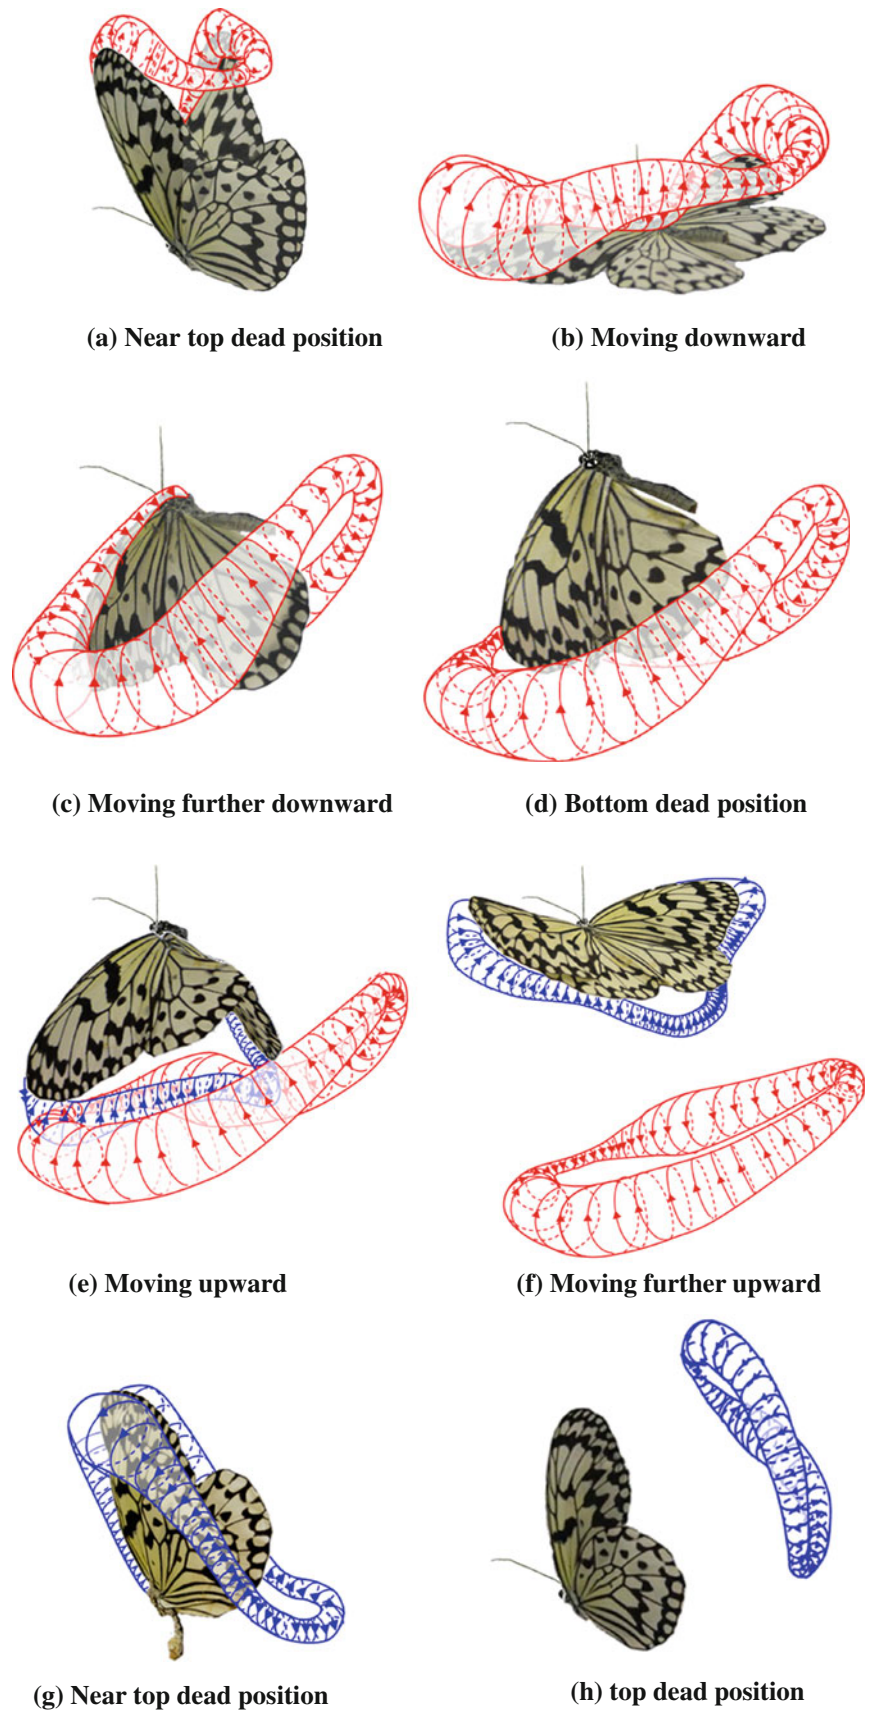 (a) Near top dead position
(b) Moving downward
(c) Moving further downward
(d) Bottom dead position
(e) Moving upward
(f) Moving further upward
(g) Near top dead position
(h) top dead position